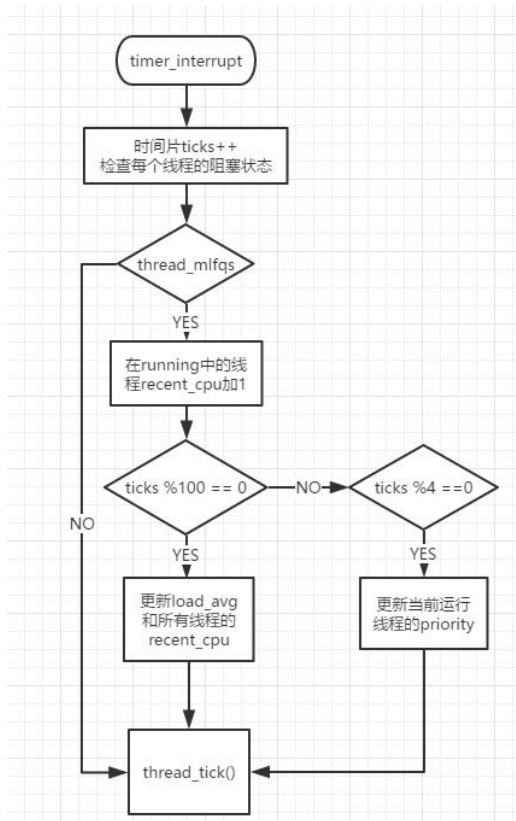 timer_interrupt
时间片ticks++
检查每个线程的阻塞状态
thread_mlfqs
YES
在running中的线
程recent_cpu加1
ticks %100 == 0
NO
ticks %4 ==0
NO
YES
YES
更新load_avg
和所有线程的
recent_cpu
更新当前运行
线程的priority
thread_tick()